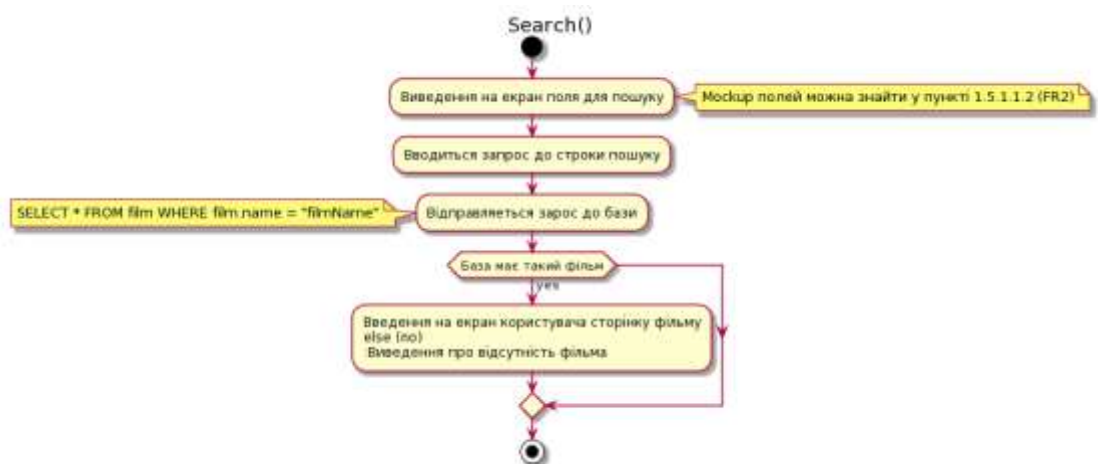 Search()
Виведення на екран поля для пошуку
Mockup полей можна знайти у пункті 1.5.1.1.2 (FR2)
Вводиться запрос до строки пошуку
SELECT * FROM film WHERE film.name = "filmName"
Відправляеться зарос до бази
База має такий фільм
yes
Введення на екран користувача сторінку фільму
else (no)
Виведення про відсутність фільма